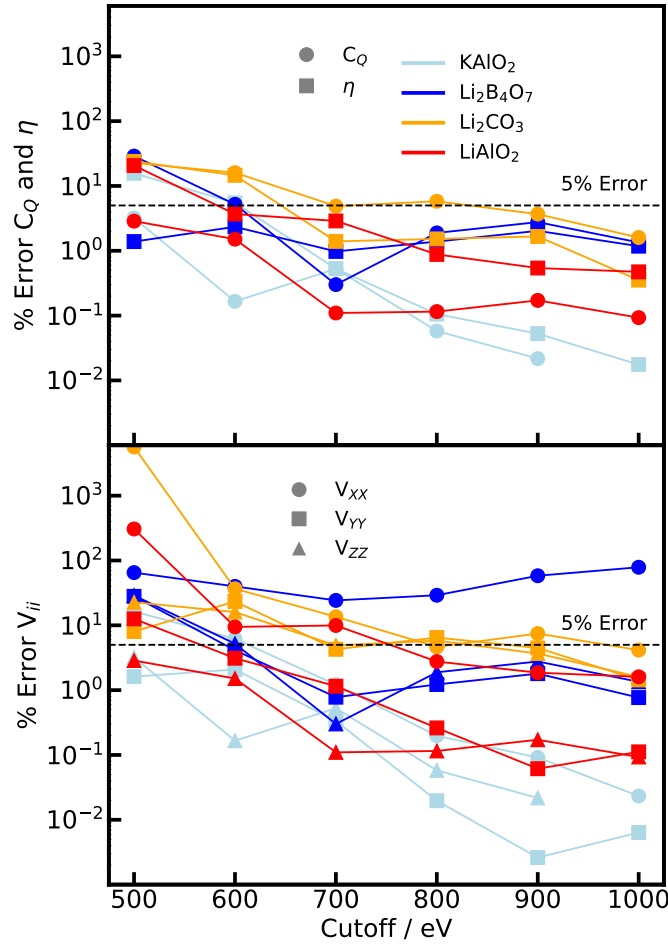 10³
10²
10¹
10⁰
10⁻¹
10⁻²
% Error C_Q and η
C_Q
η
KAlO₂
Li₂B₄O₇
Li₂CO₃
LiAlO₂
5% Error
10³
10²
10¹
10⁰
10⁻¹
10⁻²
% Error V_ii
V_XX
V_YY
V_ZZ
5% Error
500 600 700 800 900 1000
Cutoff / eV